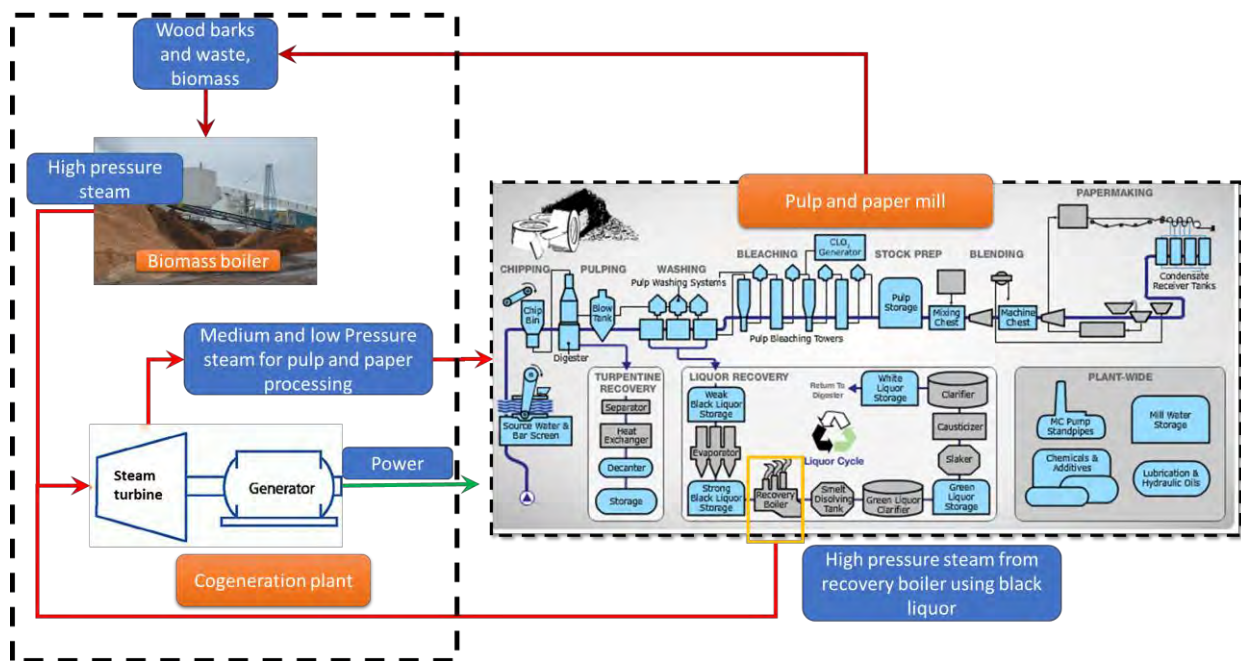 Wood barks
and waste,
biomass
High pressure
steam
Biomass boiler
Medium and low Pressure
steam for pulp and paper
processing
Steam
turbine
Generator
Power
Cogeneration plant
Pulp and paper mill
PAPERMAKING
CHIPPING
PULPING
WASHING
BLEACHING
STOCK PREP
BLENDING
Pulp Washing Systems
CLO₂
Generator
Chip
Bin
Blow
Tank
Digester
Pulp Bleaching Towers
Pulp
Storage
Mixing
Chest
Machine
Chest
Condensate
Receiver Tanks
Source Water &
Bar Screen
TURPENTINE
RECOVERY
Separator
Heat
Exchanger
Decanter
Storage
LIQUOR RECOVERY
Weak
Black Liquor
Storage
Evaporator
Strong
Black Liquor
Storage
Recovery
Boiler
Smelt
Disolving
Tank
Green Liquor
Clarifier
Green
Liquor
Storage
Slaker
Causticizer
Clarifier
White
Liquor
Storage
Return To
Digester
Liquor Cycle
PLANT-WIDE
MC Pump
Standpipes
Mill Water
Storage
Chemicals &
Additives
Lubrication &
Hydraulic Oils
High pressure steam from
recovery boiler using black
liquor